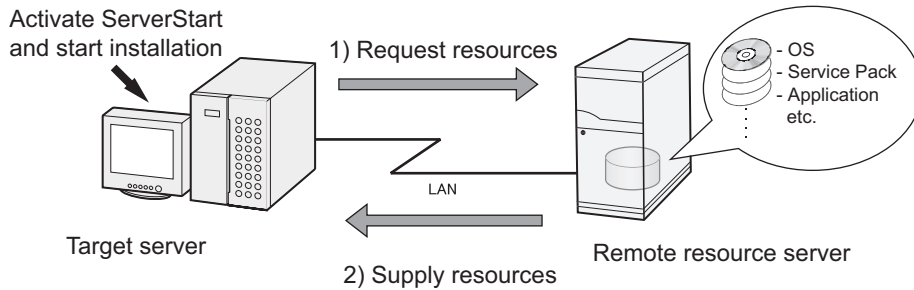 Activate ServerStart
and start installation
1) Request resources
- OS
- Service Pack
- Application
etc.
LAN
Target server
Remote resource server
2) Supply resources